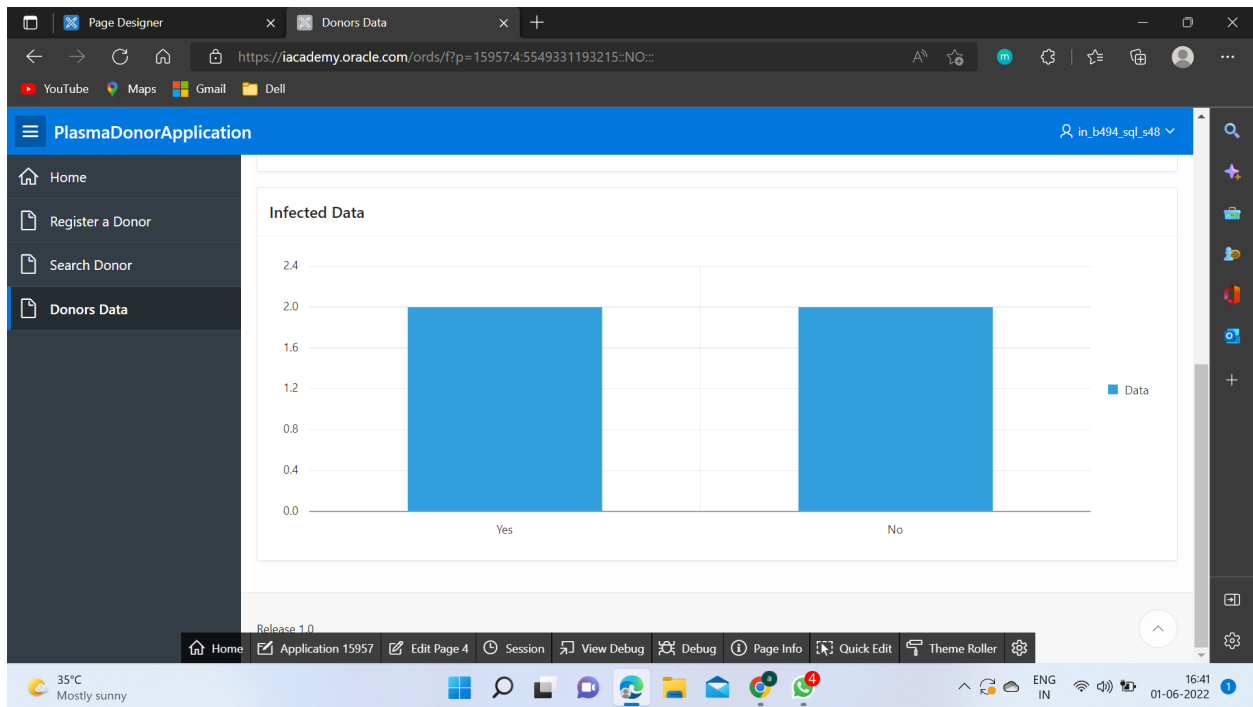 Page Designer
Donors Data
https://iacademy.oracle.com/ords/f?p=15957:4:5549331193215::NO:::
YouTube Maps Gmail Dell
PlasmaDonorApplication
in_b494_sql_s48
Home
Register a Donor
Search Donor
Donors Data
Infected Data
2.4
2.0
1.6
1.2
0.8
0.4
0.0
Yes No
Data
Release 1.0
Home Application 15957 Edit Page 4 Session View Debug Debug Page Info Quick Edit Theme Roller
35°C
Mostly sunny
4
ENG
IN
16:41
01-06-2022
1